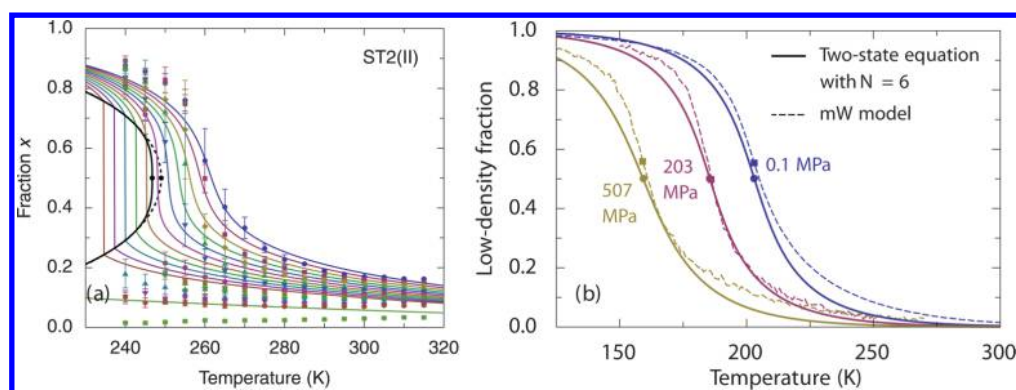 ST2(II)
Fraction x
1.0
0.8
0.6
0.4
0.2
0.0
(a)
240
260
280
300
320
Temperature (K)
Low-density fraction
1.0
0.8
0.6
0.4
0.2
0.0
Two-state equation
with N = 6
mW model
0.1 MPa
203
MPa
507
MPa
(b)
150
200
250
300
Temperature (K)